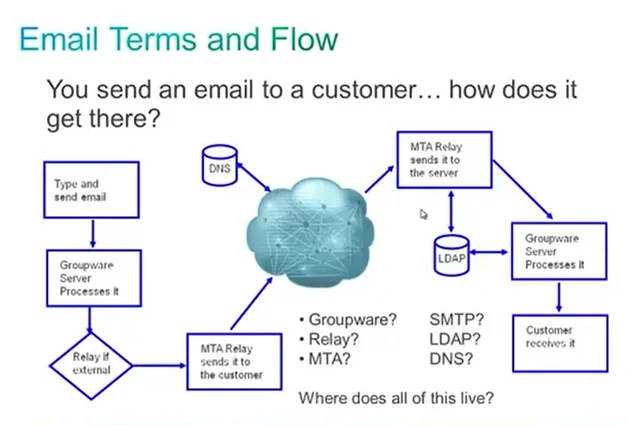 Email Terms and Flow
You send an email to a customer... how does it
get there?
Type and
send email
Groupware
Server
Processes it
Relay if
external
MTA Relay
sends it to
the customer
DNS
MTA Relay
sends it to
the server
LDAP
Groupware
Server
Processes it
Customer
receives it
• Groupware?
• Relay?
• MTA?
SMTP?
LDAP?
DNS?
Where does all of this live?